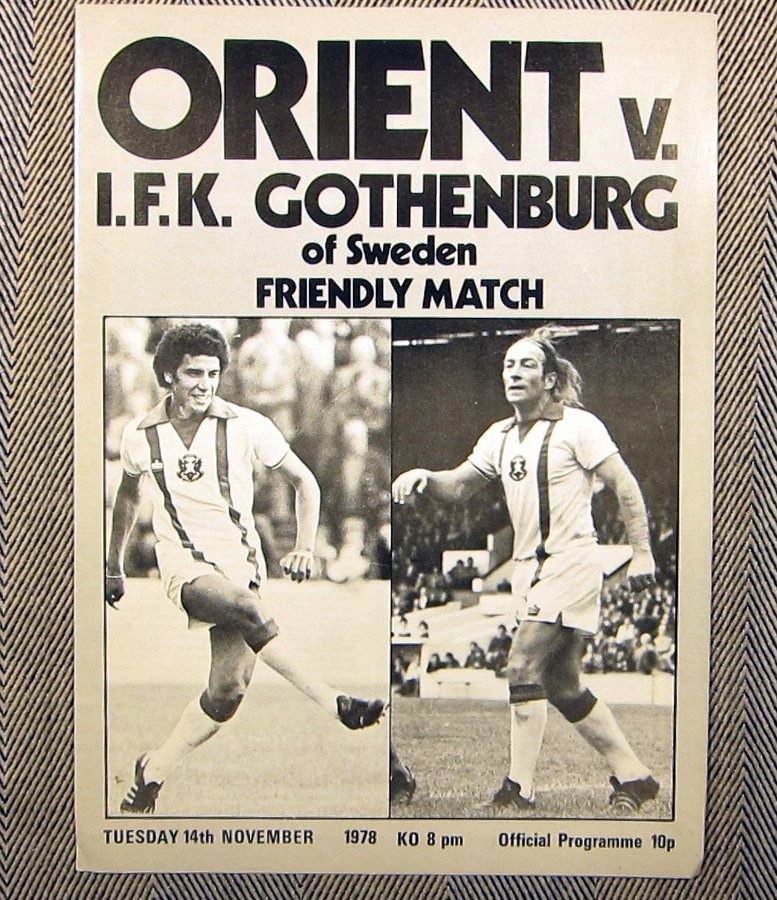 ORIENT V.
I.F.K. GOTHENBURG
of Sweden
FRIENDLY MATCH
TUESDAY 14th NOVEMBER 1978 KO 8 pm Official Programme 10p